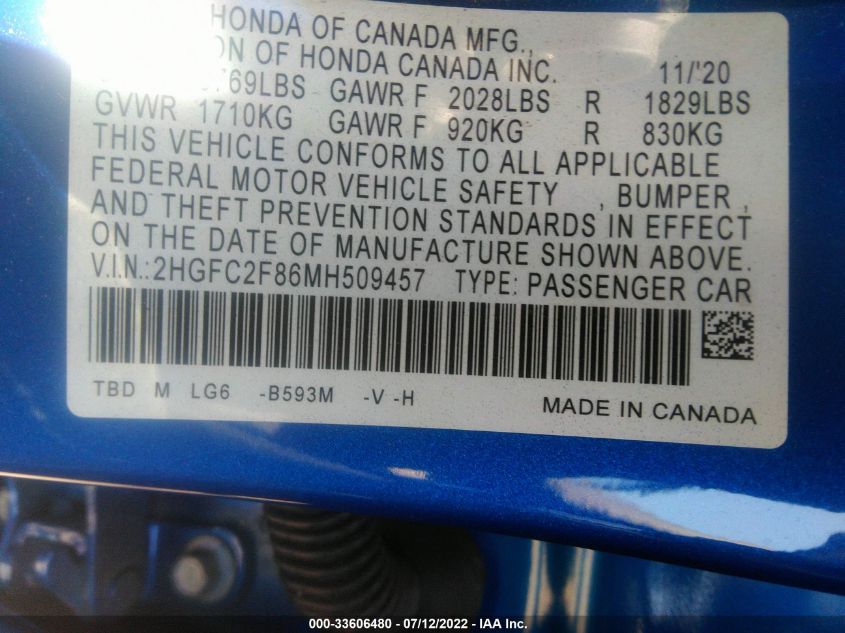 HONDA OF CANADA MFG.,
OF HONDA CANADA INC. 11/'20
GAWR F 2028LBS R 1829LBS
GVWR 1710KG GAWR F 920KG R 830KG
THIS VEHICLE CONFORMS TO ALL APPLICABLE
FEDERAL MOTOR VEHICLE SAFETY , BUMPER ,
AND THEFT PREVENTION STANDARDS IN EFFECT
ON THE DATE OF MANUFACTURE SHOWN ABOVE.
V.I.N.:2HGFC2F86MH509457 TYPE: PASSENGER CAR
TBD M LG6 -B593M -V -H
MADE IN CANADA
000-33606480 - 07/12/2022 - IAA Inc.